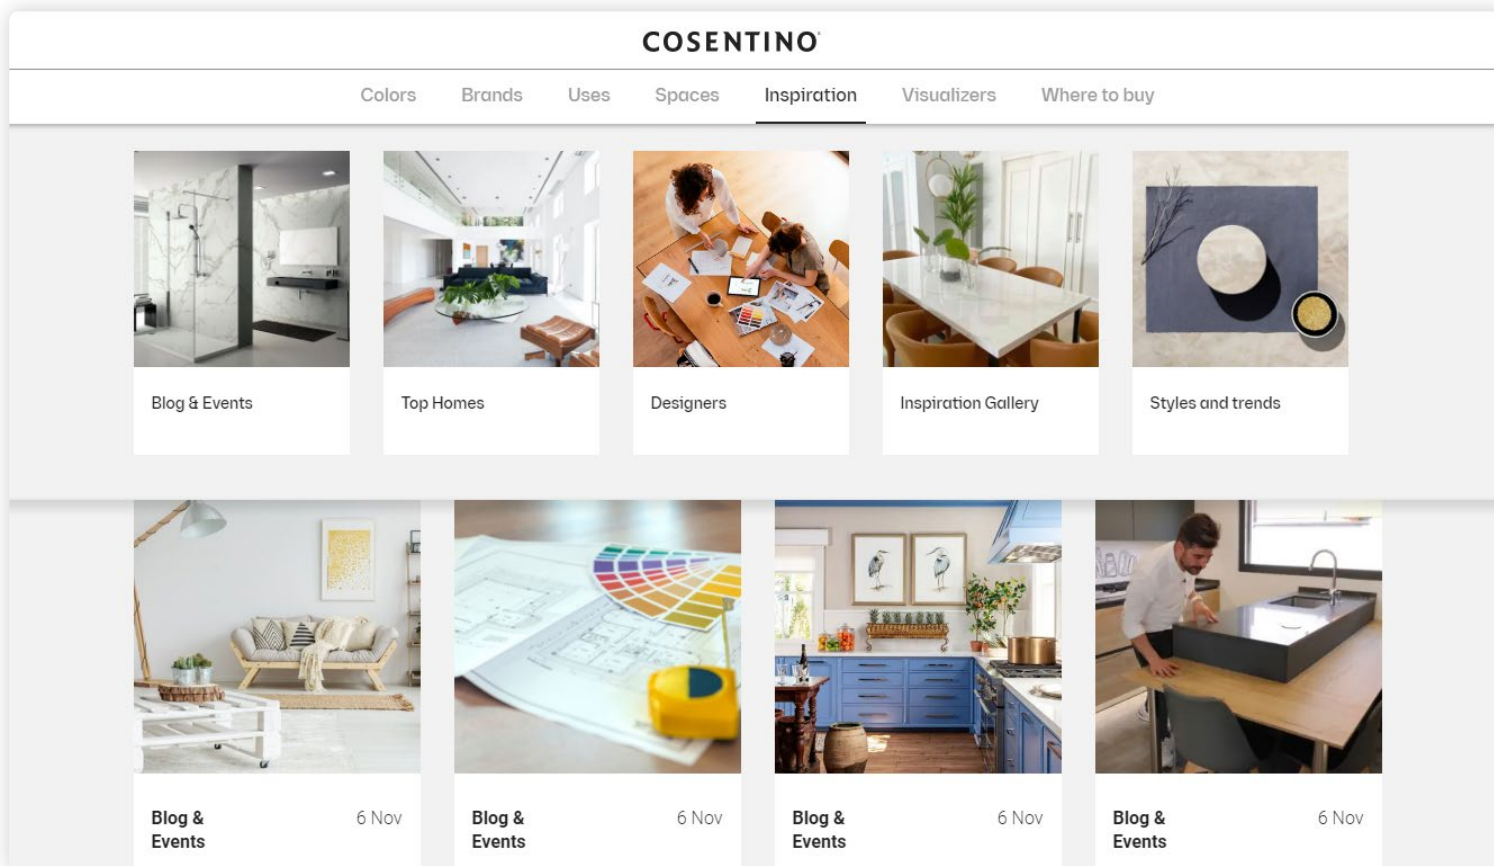 COSENTINO
Colors Brands Uses Spaces Inspiration Visualizers Where to buy
Blog & Events
Top Homes
Designers
Inspiration Gallery
Styles and trends
Blog &
Events
6 Nov
Blog &
Events
6 Nov
Blog &
Events
6 Nov
Blog &
Events
6 Nov